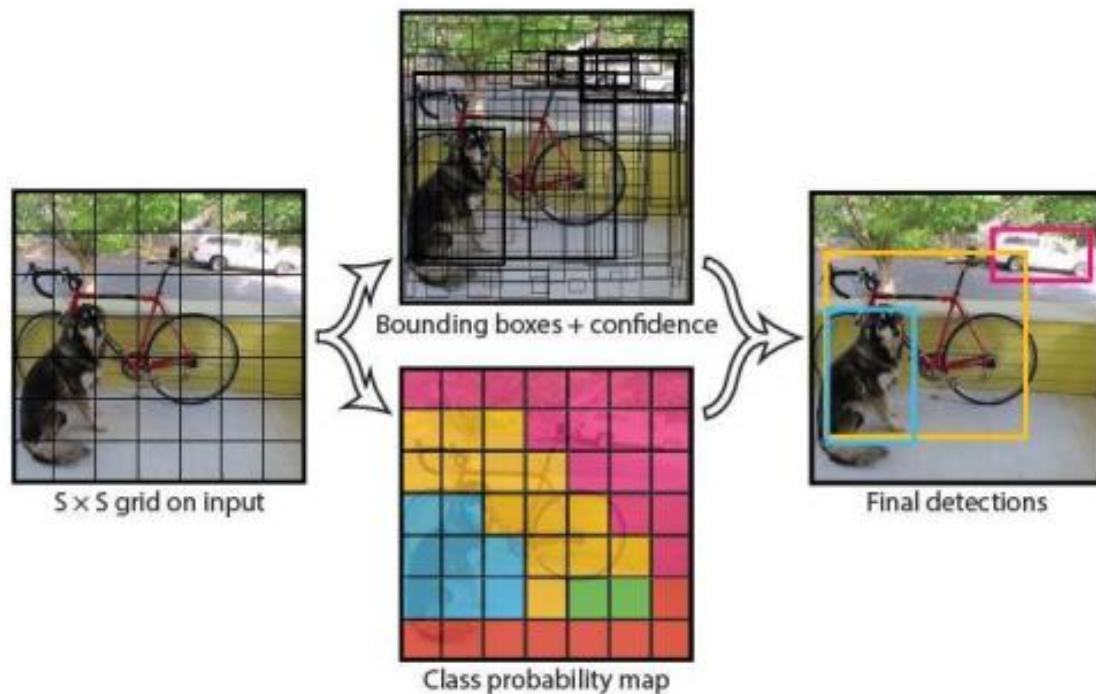 Bounding boxes + confidence
S × S grid on input
Final detections
Class probability map